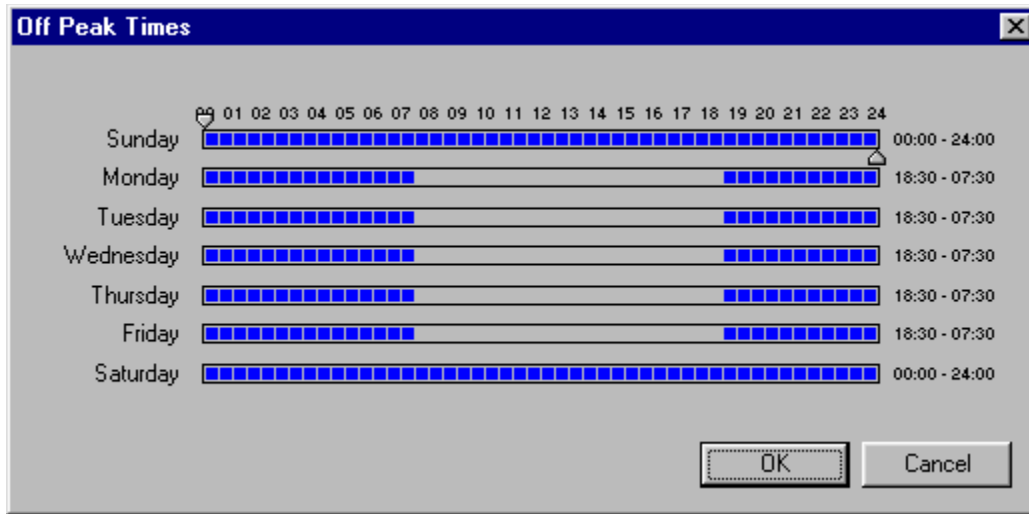 Off Peak Times
00 01 02 03 04 05 06 07 08 09 10 11 12 13 14 15 16 17 18 19 20 21 22 23 24
Sunday 00:00 - 24:00
Monday 18:30 - 07:30
Tuesday 18:30 - 07:30
Wednesday 18:30 - 07:30
Thursday 18:30 - 07:30
Friday 18:30 - 07:30
Saturday 00:00 - 24:00
OK Cancel